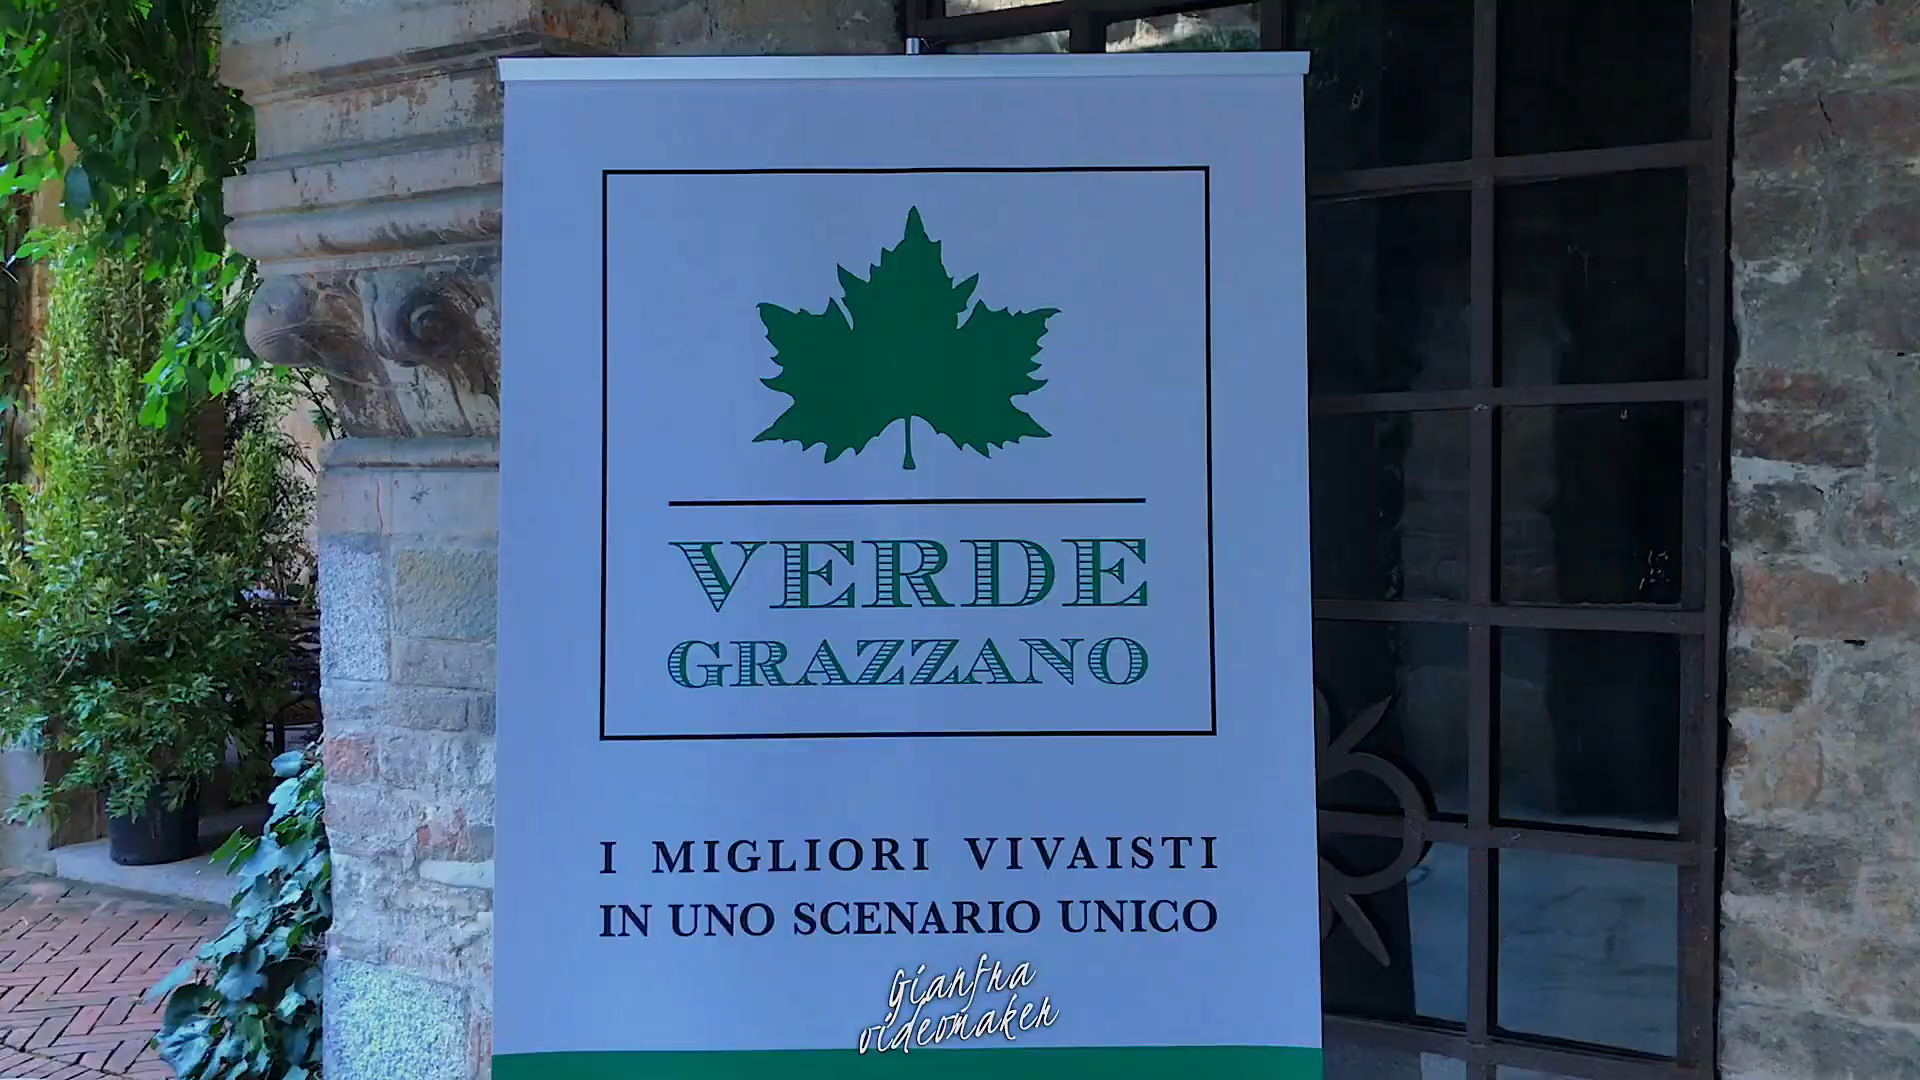 VERDE
GRAZZANO
I MIGLIORI VIVAISTI
IN UNO SCENARIO UNICO
Gianfra
videomaker